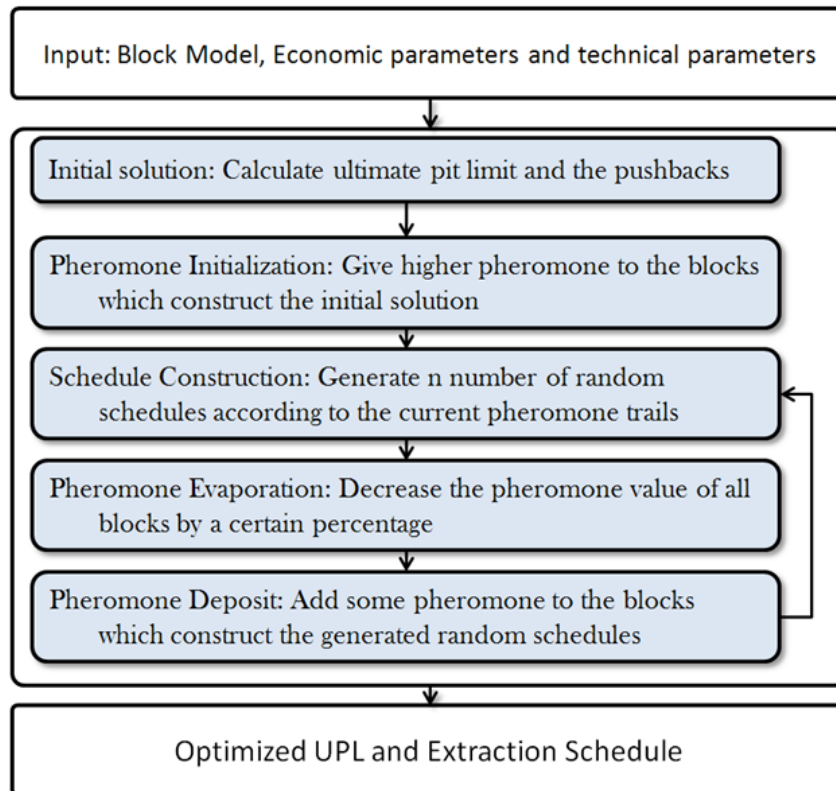 Input: Block Model, Economic parameters and technical parameters
Initial solution: Calculate ultimate pit limit and the pushbacks
Pheromone Initialization: Give higher pheromone to the blocks
which construct the initial solution
Schedule Construction: Generate n number of random
schedules according to the current pheromone trails
Pheromone Evaporation: Decrease the pheromone value of all
blocks by a certain percentage
Pheromone Deposit: Add some pheromone to the blocks
which construct the generated random schedules
Optimized UPL and Extraction Schedule